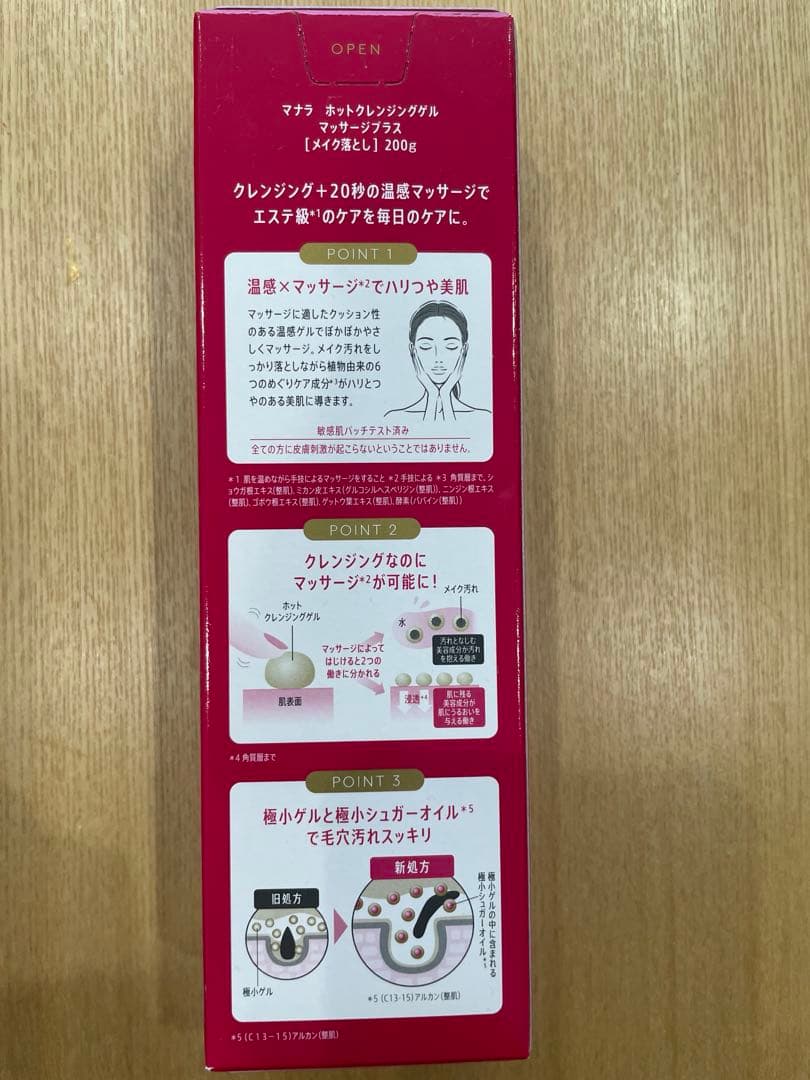 OPEN
マナラ ホットクレンジングゲル
マッサージプラス
[メイク落とし] 200g
クレンジング＋20秒の温感マッサージで
エステ級*1のケアを毎日のケアに。
POINT 1
温感×マッサージ*2でハリつや美肌
マッサージに適したクッション性
のある温感ゲルでぽかぽかやさ
しくマッサージ。メイク汚れをし
っかり落としながら植物由来の6
つのめぐりケア成分*3がハリとつ
やのある美肌に導きます。
敏感肌パッチテスト済み
全ての方に皮膚刺激が起こらないということではありません。
*1 肌を温めながら手技によるマッサージをすること *2 手技による *3 角質層まで、シ
ョウガ根エキス(整肌)、ミカン皮エキス(グルコシルヘスペリジン(整肌))、ニンジン根エキス
(整肌)、ゴボウ根エキス(整肌)、ゲットウ葉エキス(整肌)、酵素(パパイン(整肌))
POINT 2
クレンジングなのに
マッサージ*2が可能に！
ホット
クレンジングゲル
肌表面
マッサージによって
はじけると2つの
働きに分かれる
メイク汚れ
水
汚れとなじむ
美容成分が汚れ
を抱える働き
浸透*4
肌に残る
美容成分が
肌にうるおいを
与える働き
*4 角質層まで
POINT 3
極小ゲルと極小シュガーオイル*5
で毛穴汚れスッキリ
旧処方
極小ゲル
新処方
極小ゲルの中に含まれる
極小シュガーオイル*5
*5 (C13-15)アルカン(整肌)
*5 (C13-15)アルカン(整肌)